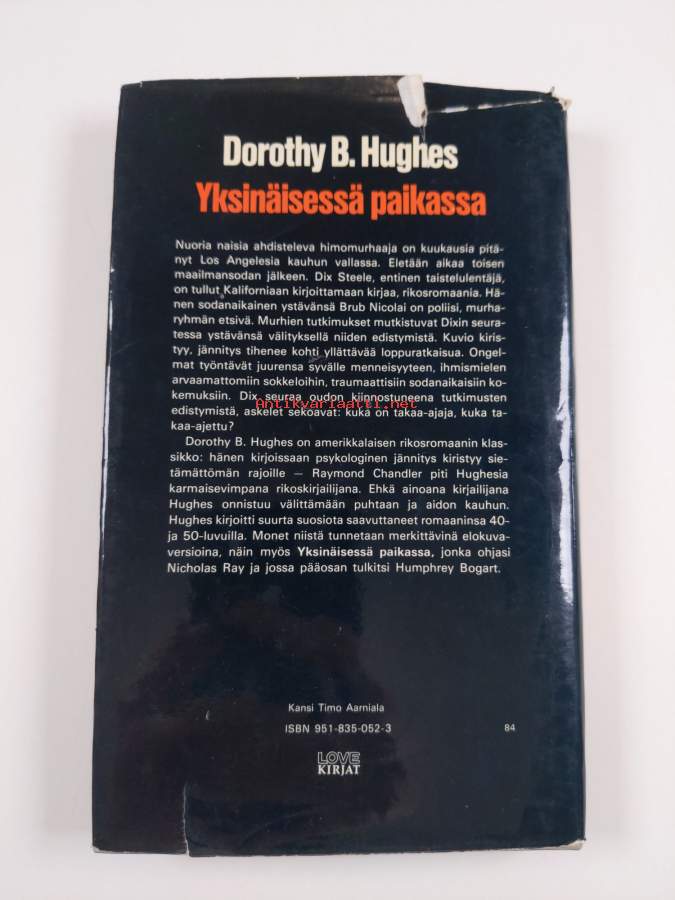 Dorothy B. Hughes
Yksinäisessä paikassa
Nuoria naisia ahdisteleva himomurhaaja on kuukausia pitä-
nyt Los Angelesia kauhun vallassa. Eletään aikaa toisen
maailmansodan jälkeen. Dix Steele, entinen taistelulentäjä,
on tullut Kaliforniaan kirjoittamaan kirjaa, rikosromaania. Hä-
nen sodanaikainen ystävänsä Brub Nicolai on poliisi, murha-
ryhmän etsivä. Murhien tutkimukset mutkistuvat Dixin seura-
tessa ystävänsä välityksellä niiden edistymistä. Kuvio kiris-
tyy, jännitys tihenee kohti yllättävää loppuratkaisua. Ongel-
mat työntävät juurensa syvälle menneisyyteen, ihmismielen
arvaamattomiin sokkeloihin, traumaattisiin sodanaikaisiin ko-
kemuksiin. Dix seuraa oudon kiinnostuneena tutkimusten
Antikvariaatti.net
edistymistä, askelet sekoavat: kuka on takaa-ajaja, kuka ta-
kaa-ajettu?
Dorothy B. Hughes on amerikkalaisen rikosromaanin klas-
sikko: hänen kirjoissaan psykologinen jännitys kiristyy sie-
tämättömän rajoille — Raymond Chandler piti Hughesia
karmaisevimpana rikoskirjailijana. Ehkä ainoana kirjailijana
Hughes onnistuu välittämään puhtaan ja aidon kauhun.
Hughes kirjoitti suurta suosiota saavuttaneet romaaninsa 40-
ja 50-luvuilla. Monet niistä tunnetaan merkittävinä elokuva-
versioina, näin myös Yksinäisessä paikassa, jonka ohjasi
Nicholas Ray ja jossa pääosan tulkitsi Humphrey Bogart.
Kansi Timo Aarniala
ISBN 951-835-052-3 84
LOVE
KIRJAT